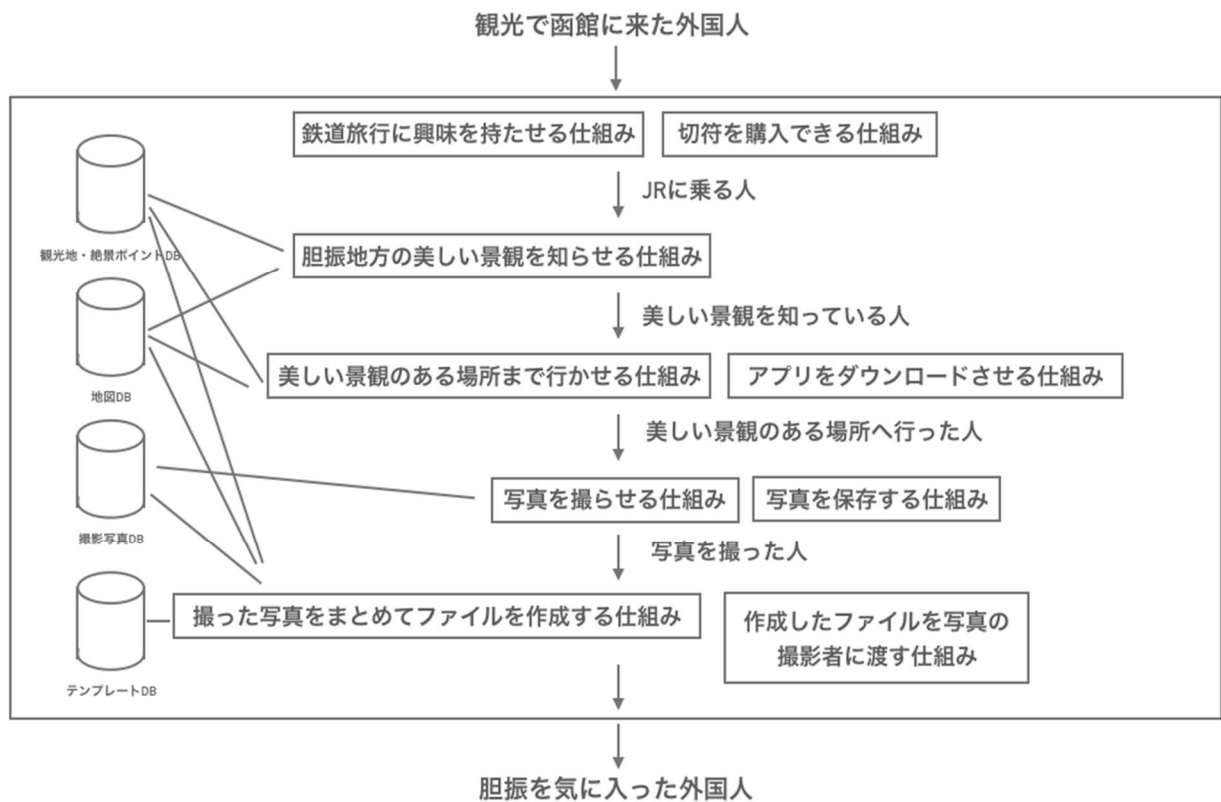 観光で函館に来た外国人
鉄道旅行に興味を持たせる仕組み
切符を購入できる仕組み
JRに乗る人
観光地・絶景ポイントDB
胆振地方の美しい景観を知らせる仕組み
美しい景観を知っている人
地図DB
美しい景観のある場所まで行かせる仕組み
アプリをダウンロードさせる仕組み
美しい景観のある場所へ行った人
写真を撮らせる仕組み
写真を保存する仕組み
撮影写真DB
写真を撮った人
撮った写真をまとめてファイルを作成する仕組み
作成したファイルを写真の
撮影者に渡す仕組み
テンプレートDB
胆振を気に入った外国人